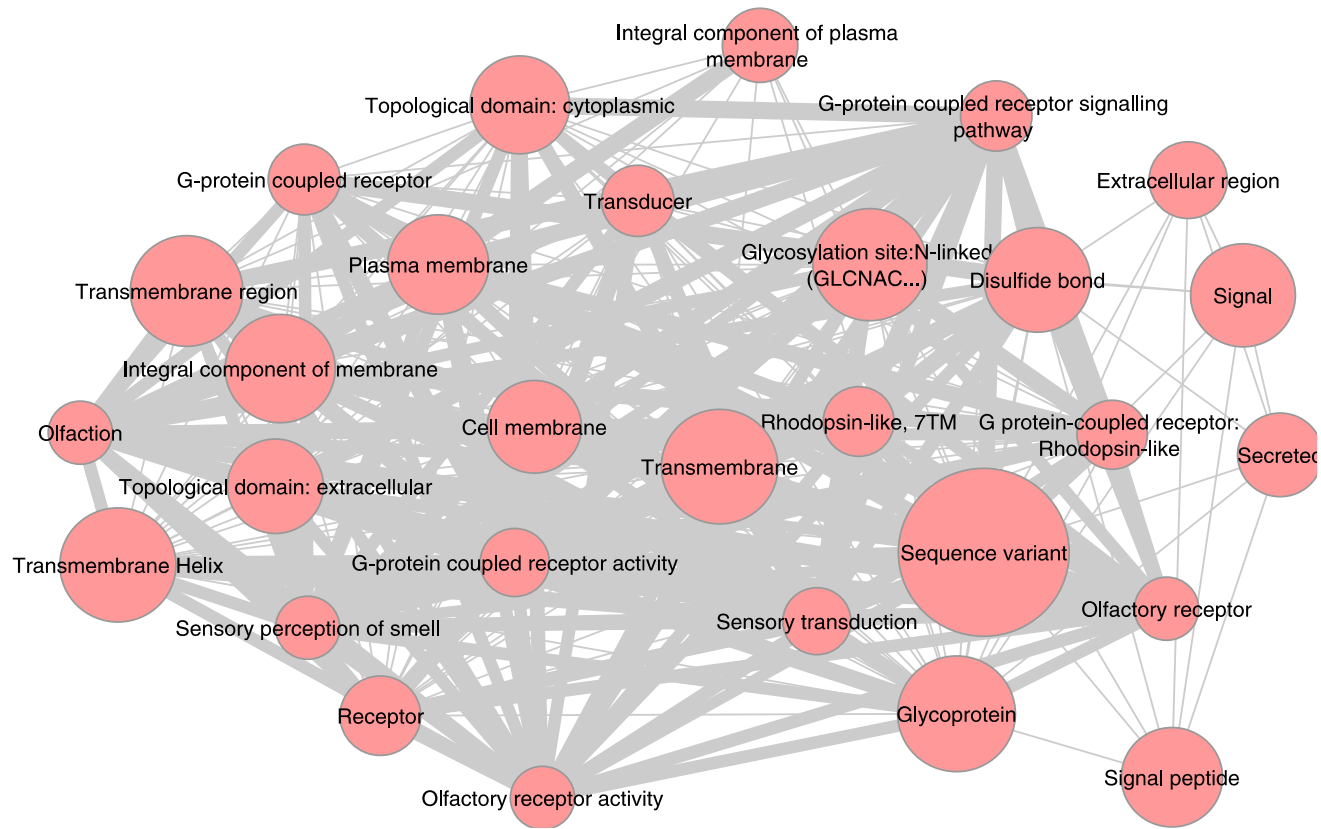 Integral component of plasma
membrane
Topological domain: cytoplasmic
G-protein coupled receptor signalling
pathway
G-protein coupled receptor
Extracellular region
Transducer
Glycosylation site:N-linked
(GLCNAC...)
Plasma membrane
Disulfide bond
Transmembrane region
Signal
Integral component of membrane
Olfaction
Cell membrane
Rhodopsin-like, 7TM
G protein-coupled receptor:
Rhodopsin-like
Transmembrane
Secreted
Topological domain: extracellular
Transmembrane Helix
G-protein coupled receptor activity
Sequence variant
Sensory perception of smell
Sensory transduction
Olfactory receptor
Receptor
Glycoprotein
Olfactory receptor activity
Signal peptide